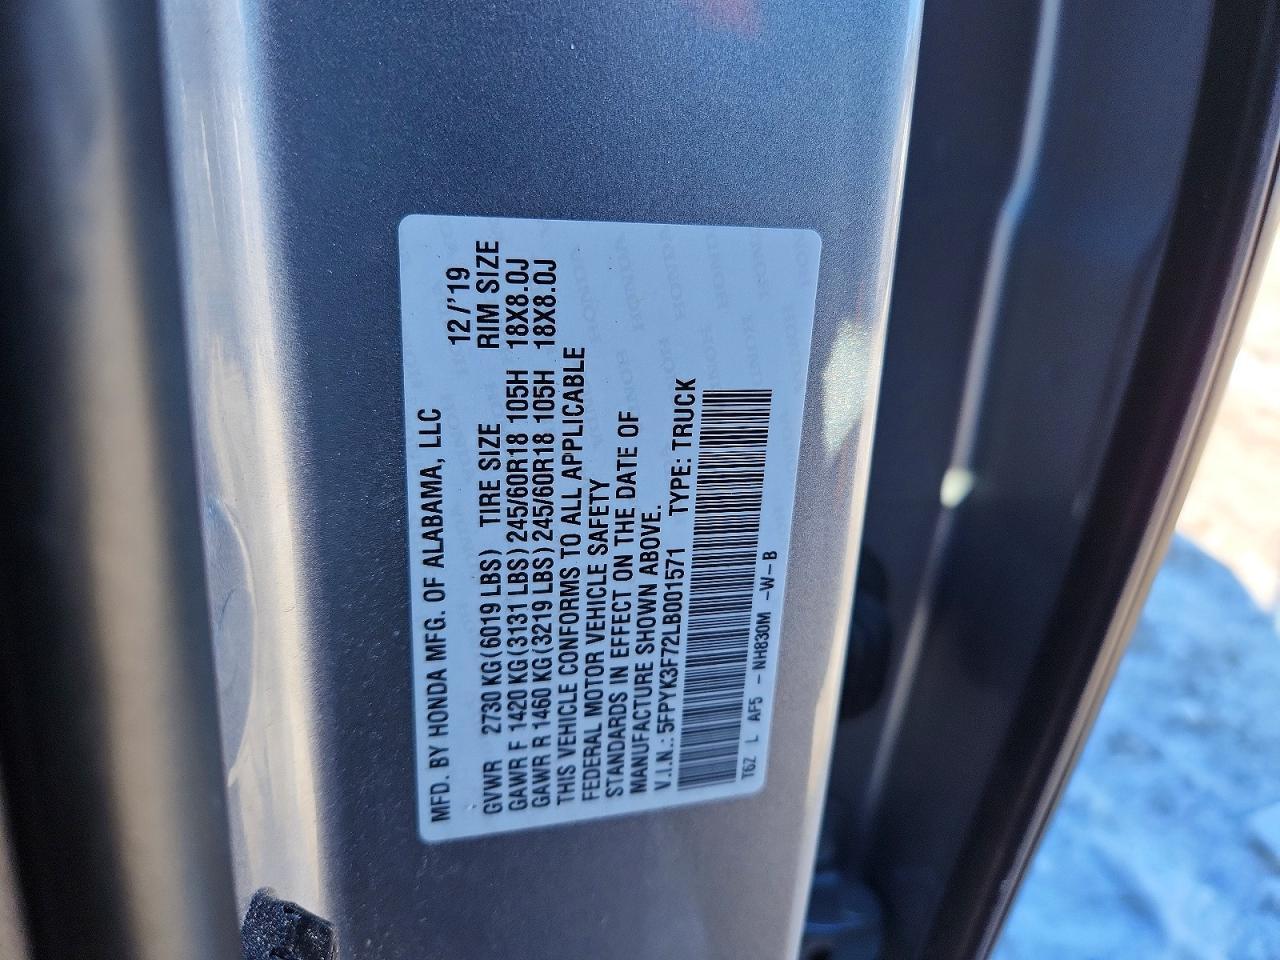 MFD. BY HONDA MFG. OF ALABAMA, LLC 12/'19
GVWR 2730 KG (6019 LBS) TIRE SIZE RIM SIZE
GAWR F 1420 KG (3131 LBS) 245/60R18 105H 18X8.0J
GAWR R 1460 KG (3219 LBS) 245/60R18 105H 18X8.0J
THIS VEHICLE CONFORMS TO ALL APPLICABLE
FEDERAL MOTOR VEHICLE SAFETY
STANDARDS IN EFFECT ON THE DATE OF
MANUFACTURE SHOWN ABOVE.
V.I.N.: 5FPYK3F72LB001571 TYPE: TRUCK
T6Z L AF5 -NH830M -W-B